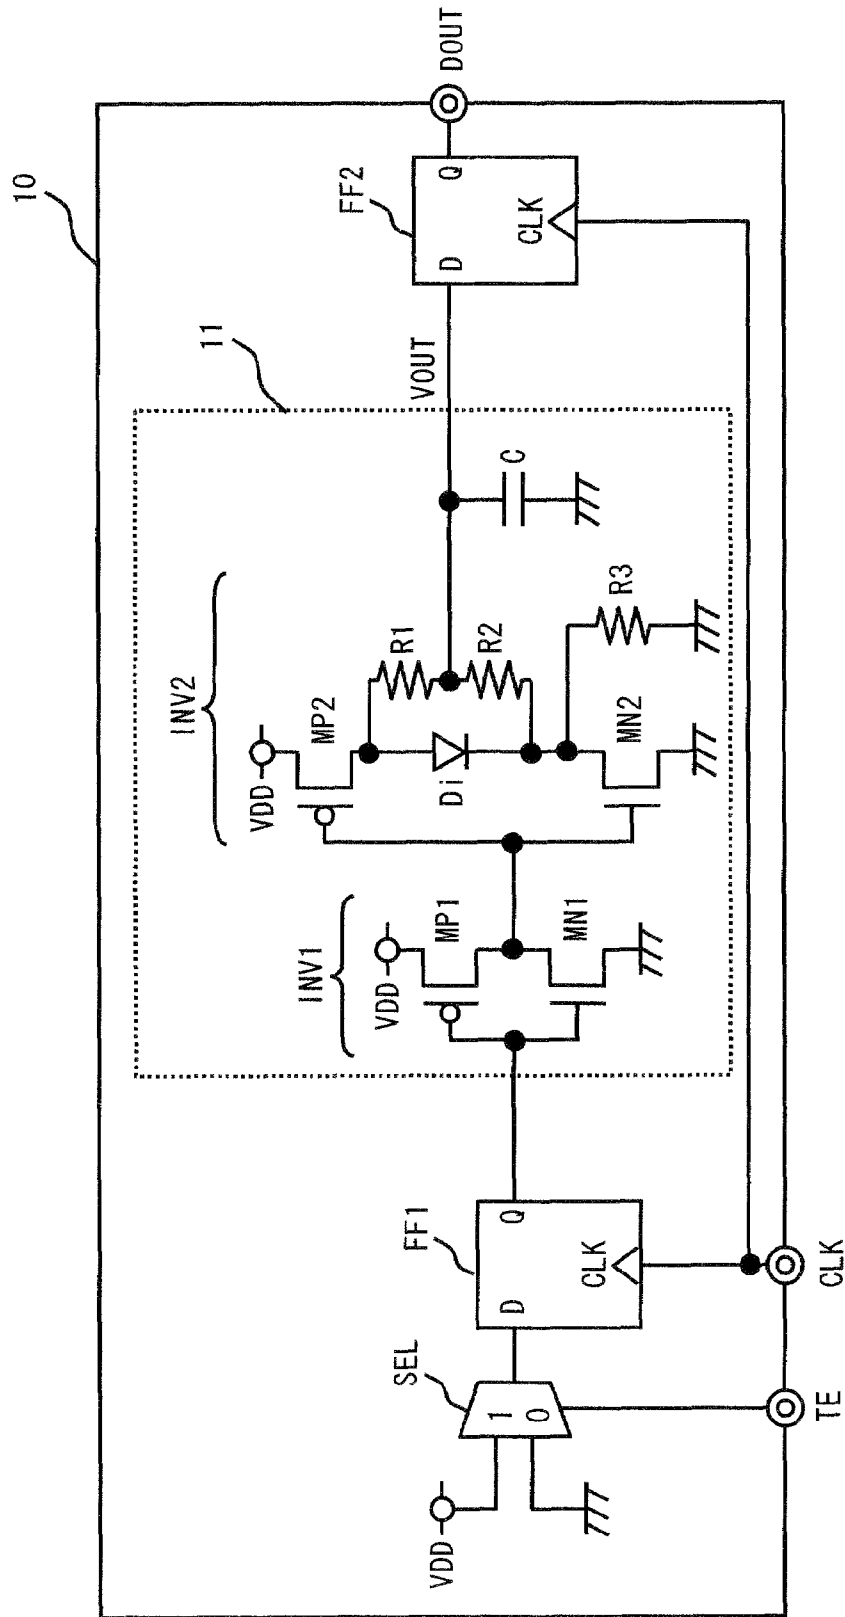 10
11
INV1
INV2
VDD
MP1
MN1
VDD
MP2
Di
MN2
R1
R2
R3
C
VOUT
FF2
D
Q
CLK
DOUT
VDD
SEL
1
0
FF1
D
Q
CLK
TE
CLK